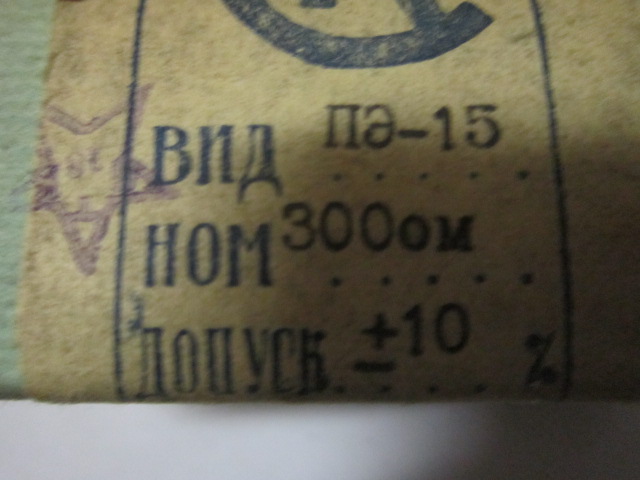 ВИД ПЭ-15
НОМ 300ом
ДОПУСК ±10 %